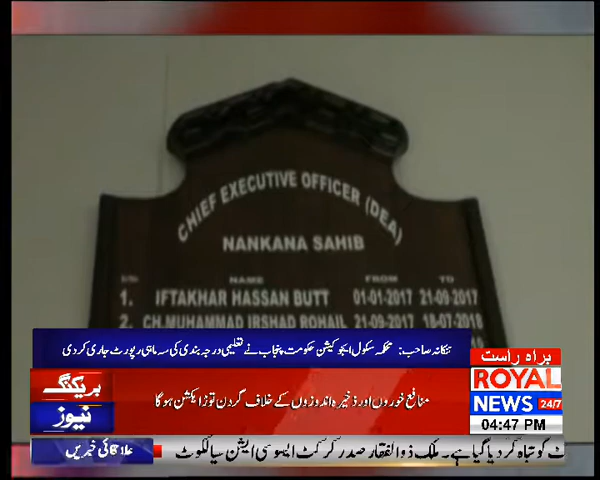 CHIEF EXECUTIVE OFFICER (DEA)
NANKANA SAHIB
NAME FROM TO
1. IFTAKHAR HASSAN BUTT 01-01-2017 21-09-2017
2. CH.MUHAMMAD IRSHAD ROHAIL 21-09-2017 18-07-2018
ننکانہ صاحب: محکمہ سکول ایجوکیشن حکومت پنجاب نے تعلیمی درجہ بندی کی سہ ماہی رپورٹ جاری کر دی
براہ راست
ROYAL
NEWS 24/7
04:47 PM
بریکنگ
نیوز
منافع خوروں اور ذخیرہ اندوزوں کے خلاف گردن توڑ ایکشن ہوگا
علاقائی خبریں
کو تباہ کر دیا گیا ہے۔ ملک ذوالفقار صدر کرکٹ ایسوسی ایشن سیالکوٹ